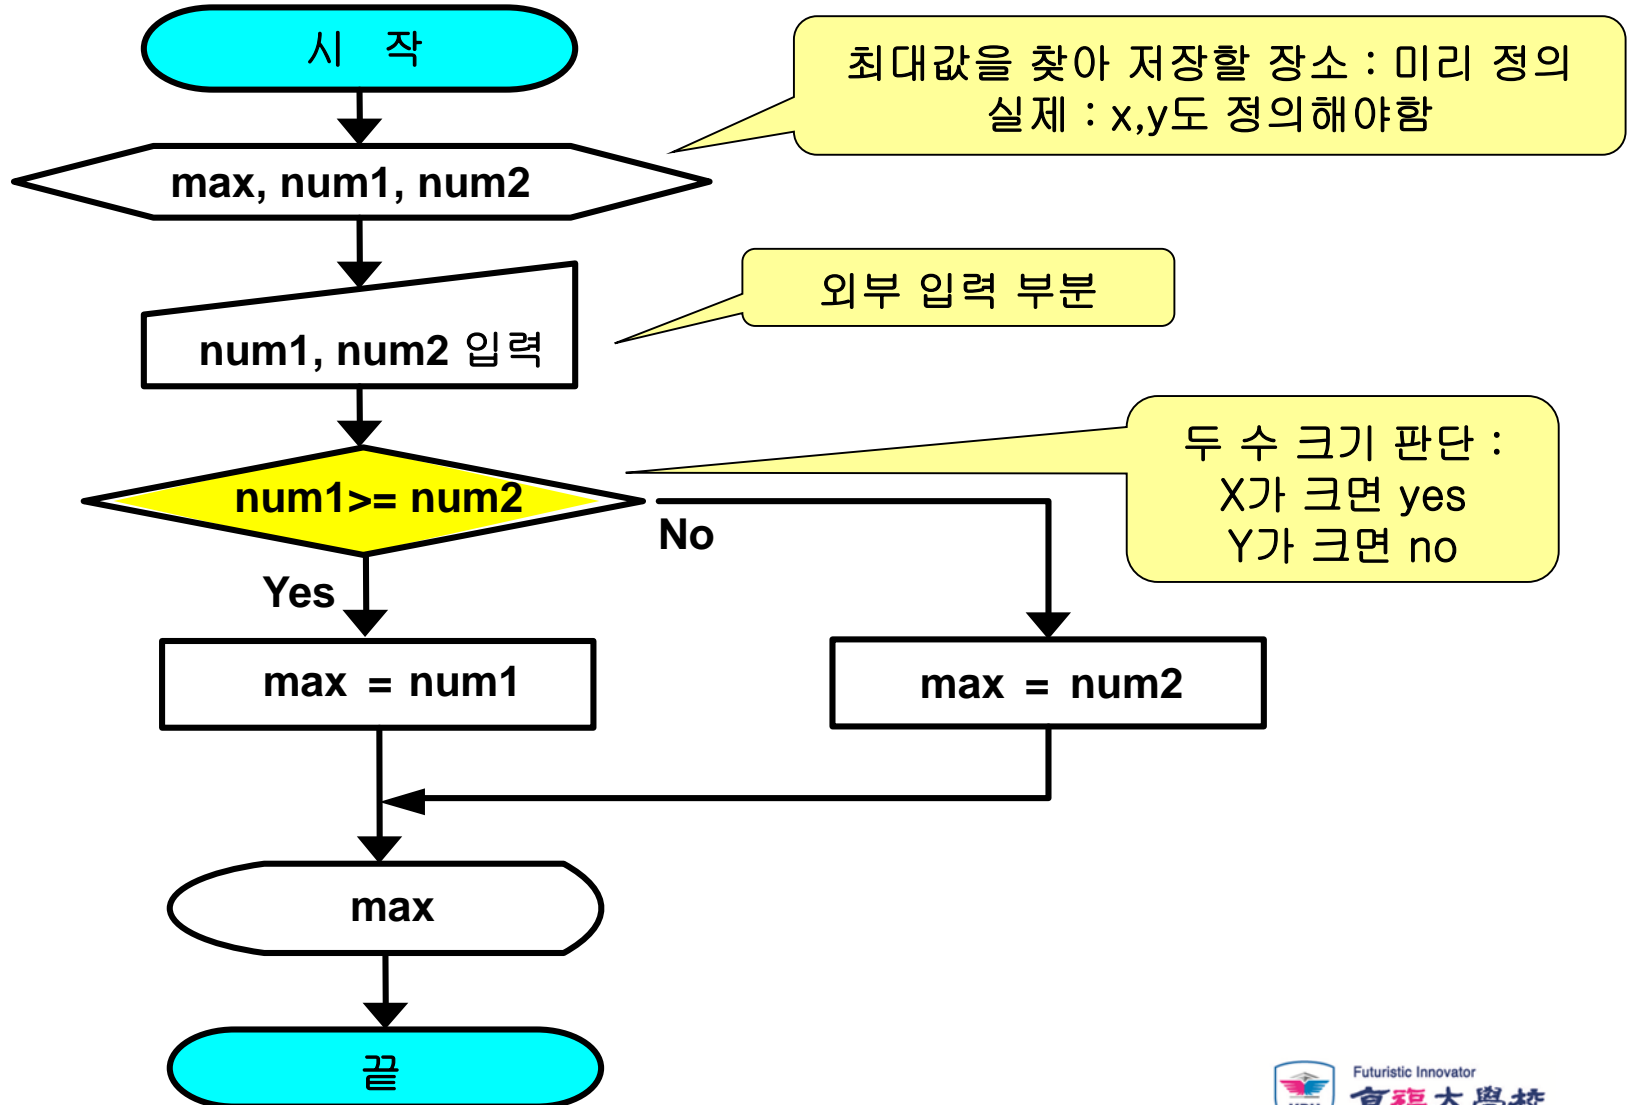 시 작
최대값을 찾아 저장할 장소 : 미리 정의
실제 : x,y도 정의해야함
max, num1, num2
외부 입력 부분
num1, num2 입력
두 수 크기 판단 :
X가 크면 yes
Y가 크면 no
num1>= num2
No
Yes
max = num1
max = num2
max
끝
Futuristic Innovator